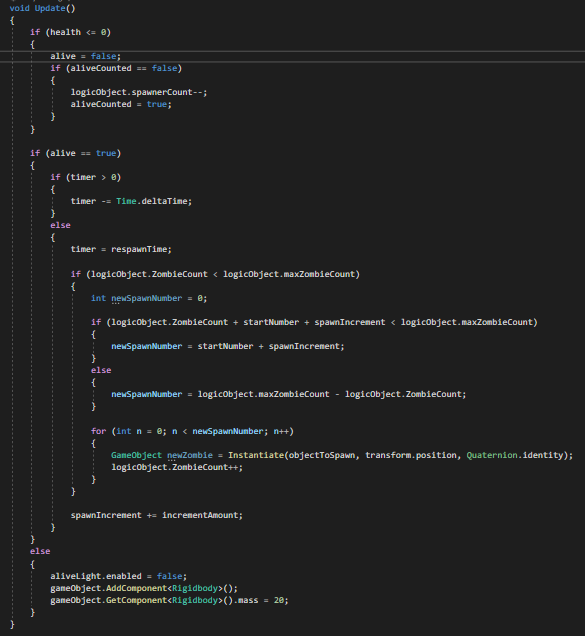 void Update()
{
    if (health <= 0)
    {
        alive = false;
        if (aliveCounted == false)
        {
            logicObject.spawnerCount--;
            aliveCounted = true;
        }
    }

    if (alive == true)
    {
        if (timer > 0)
        {
            timer -= Time.deltaTime;
        }
        else
        {
            timer = respawnTime;

            if (logicObject.ZombieCount < logicObject.maxZombieCount)
            {
                int newSpawnNumber = 0;

                if (logicObject.ZombieCount + startNumber + spawnIncrement < logicObject.maxZombieCount)
                {
                    newSpawnNumber = startNumber + spawnIncrement;
                }
                else
                {
                    newSpawnNumber = logicObject.maxZombieCount - logicObject.ZombieCount;
                }

                for (int n = 0; n < newSpawnNumber; n++)
                {
                    GameObject newZombie = Instantiate(objectToSpawn, transform.position, Quaternion.identity);
                    logicObject.ZombieCount++;
                }
            }

            spawnIncrement += incrementAmount;
        }
    }
    else
    {
        aliveLight.enabled = false;
        gameObject.AddComponent<Rigidbody>();
        gameObject.GetComponent<Rigidbody>().mass = 20;
    }
}